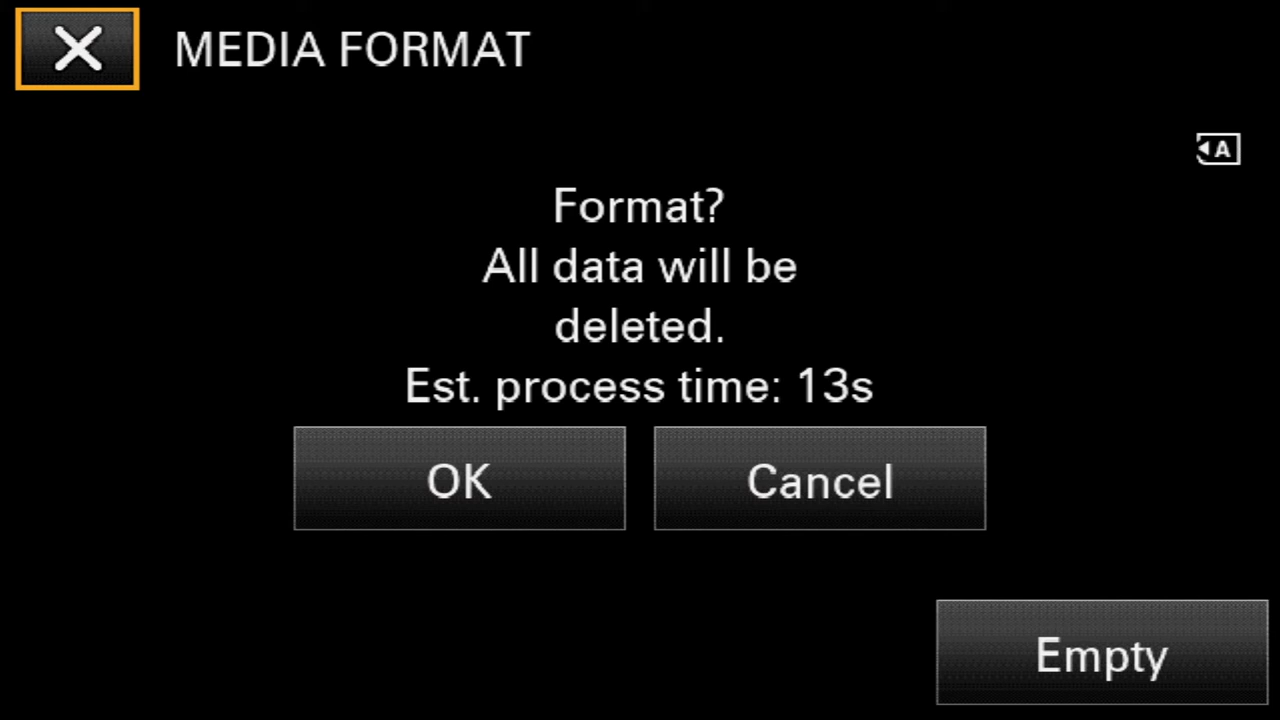 MEDIA FORMAT
A
Format?
All data will be
deleted.
Est. process time: 13s
OK
Cancel
Empty